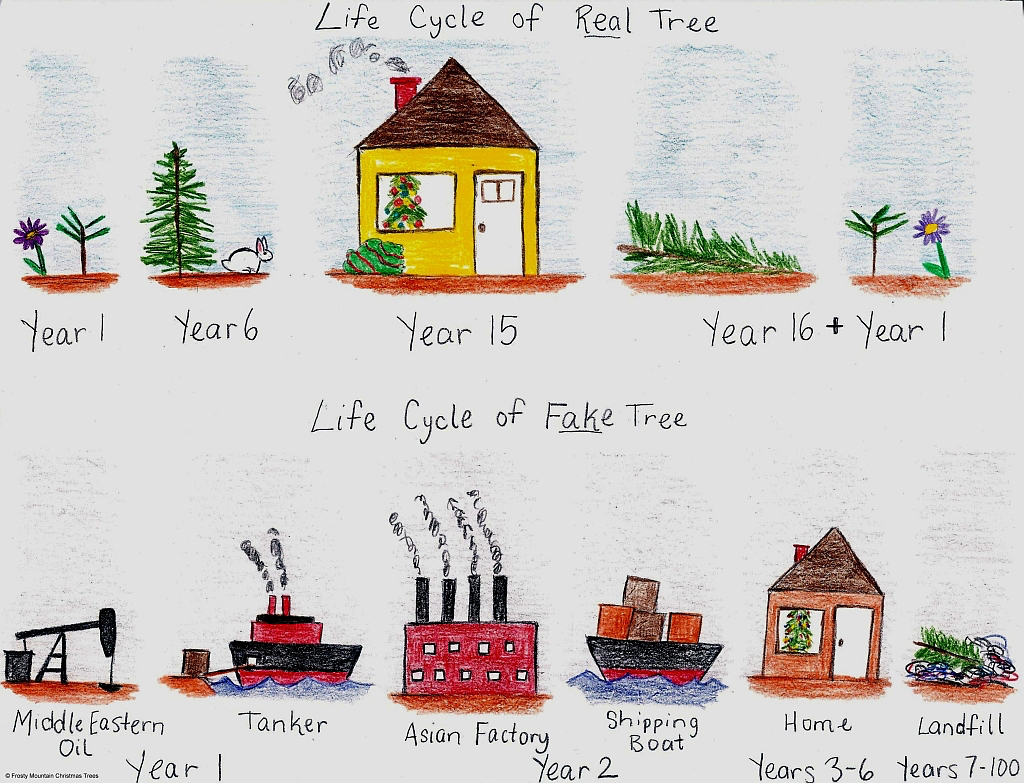 Life Cycle of Real Tree
Year 1
Year 6
Year 15
Year 16 + Year 1
Life Cycle of Fake Tree
Middle Eastern
Oil
Tanker
Asian Factory
Shipping
Boat
Home
Landfill
Year 1
Year 2
Years 3-6
Years 7-100
© Frosty Mountain Christmas Trees